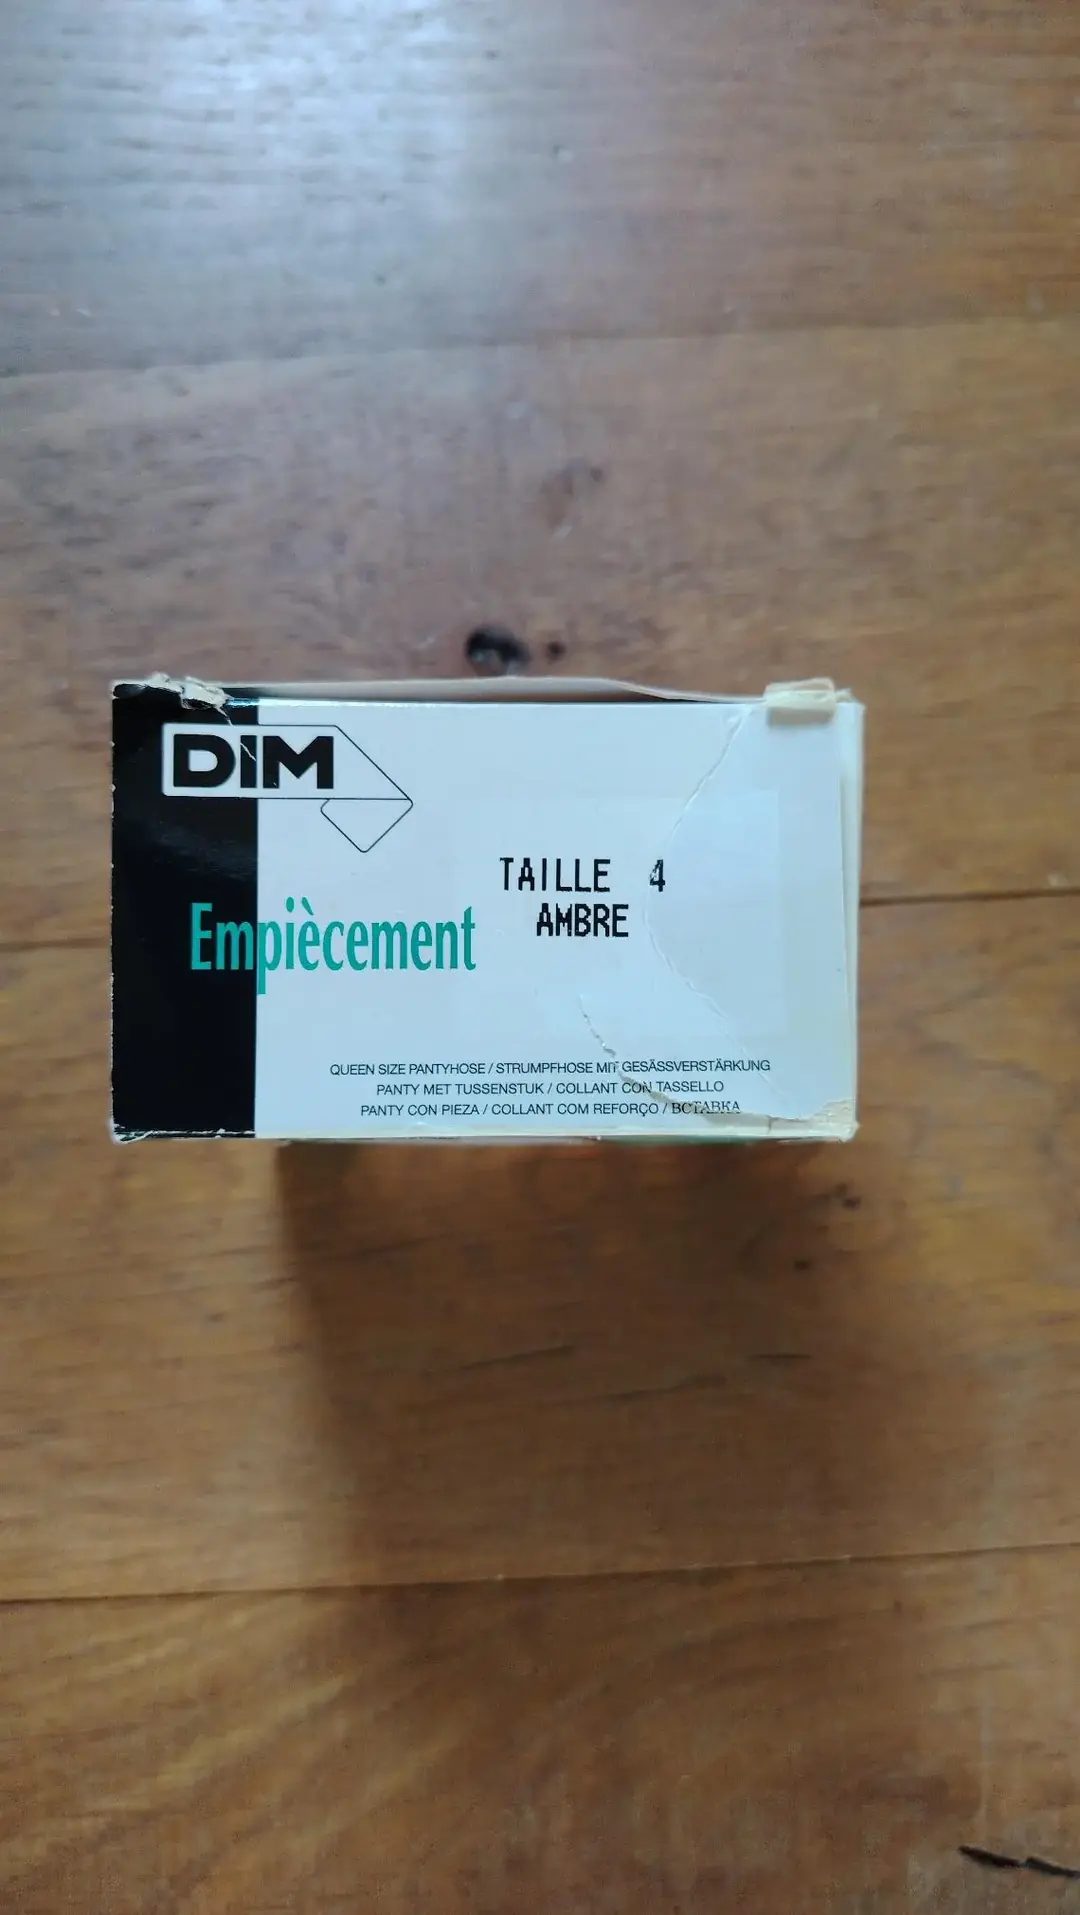 DIM
TAILLE 4
AMBRE
Empiècement
QUEEN SIZE PANTYHOSE / STRUMPFHOSE MIT GESÄSSVERSTÄRKUNG
PANTY MET TUSSENSTUK / COLLANT CON TASSELLO
PANTY CON PIEZA / COLLANT COM REFORÇO / ВСТАВКА